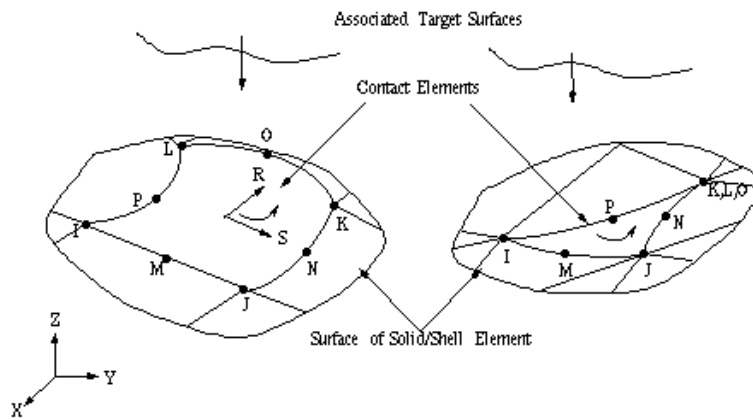 Associated Target Surfaces
Contact Elements
O
L
R
P
K
S
I
M
N
J
K,L,O
P
N
I
M
J
Surface of Solid/Shell Element
Z
Y
X